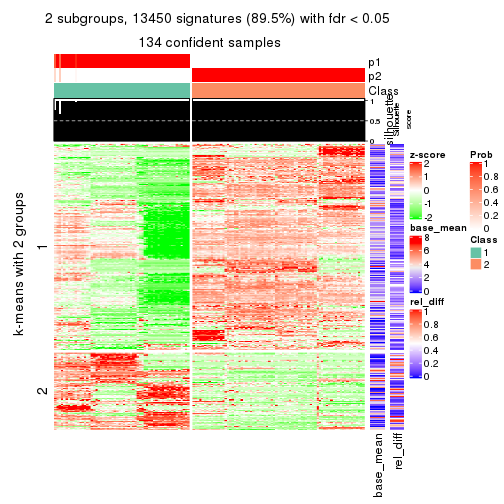 2 subgroups, 13450 signatures (89.5%) with fdr < 0.05
134 confident samples
p1
p2
Class
1
0.5
0
silhouette
Silhouette
score
k-means with 2 groups
1
2
z-score
2
1
0
-1
-2
base_mean
8
6
4
2
0
rel_diff
1
0.8
0.6
0.4
0.2
0
Prob
1
0.8
0.6
0.4
0.2
0
Class
1
2
base_mean
rel_diff